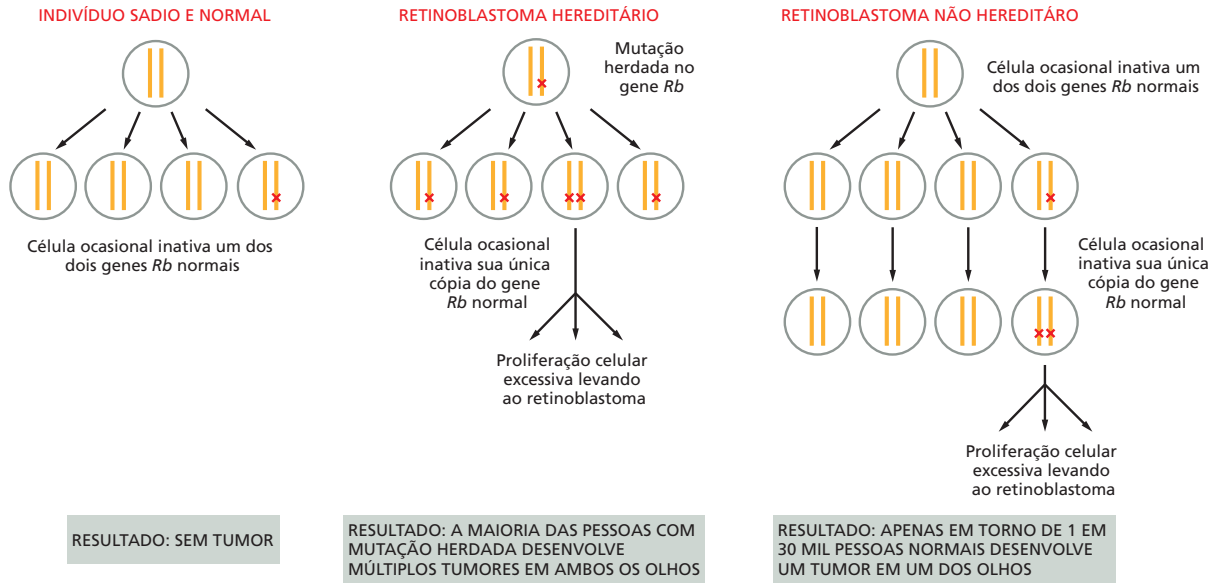 INDIVÍDUO SADIO E NORMAL
Célula ocasional inativa um dos
dois genes Rb normais
RESULTADO: SEM TUMOR
RETINOBLASTOMA HEREDITÁRIO
Mutação
herdada no
gene Rb
Célula ocasional
inativa sua única
cópia do gene
Rb normal
Proliferação celular
excessiva levando
ao retinoblastoma
RESULTADO: A MAIORIA DAS PESSOAS COM
MUTAÇÃO HERDADA DESENVOLVE
MÚLTIPLOS TUMORES EM AMBOS OS OLHOS
RETINOBLASTOMA NÃO HEREDITÁRO
Célula ocasional inativa um
dos dois genes Rb normais
Célula ocasional
inativa sua única
cópia do gene
Rb normal
Proliferação celular
excessiva levando
ao retinoblastoma
RESULTADO: APENAS EM TORNO DE 1 EM
30 MIL PESSOAS NORMAIS DESENVOLVE
UM TUMOR EM UM DOS OLHOS